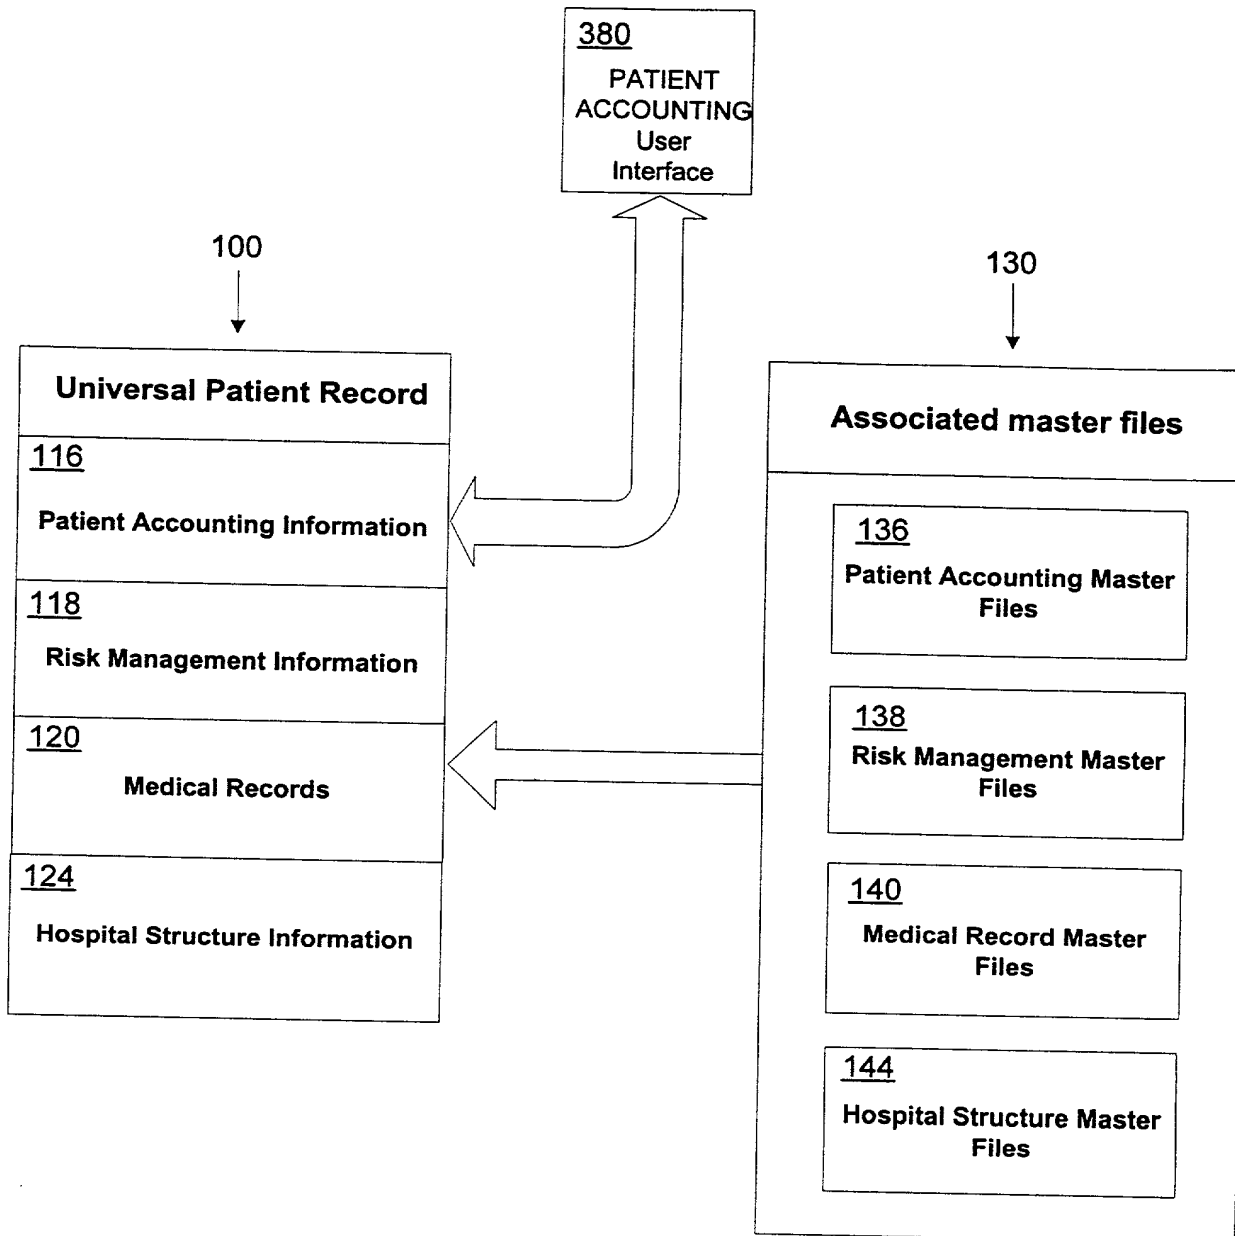 380
PATIENT
ACCOUNTING
User
Interface
100
130
Universal Patient Record
116
Patient Accounting Information
118
Risk Management Information
120
Medical Records
124
Hospital Structure Information
Associated master files
136
Patient Accounting Master
Files
138
Risk Management Master
Files
140
Medical Record Master
Files
144
Hospital Structure Master
Files